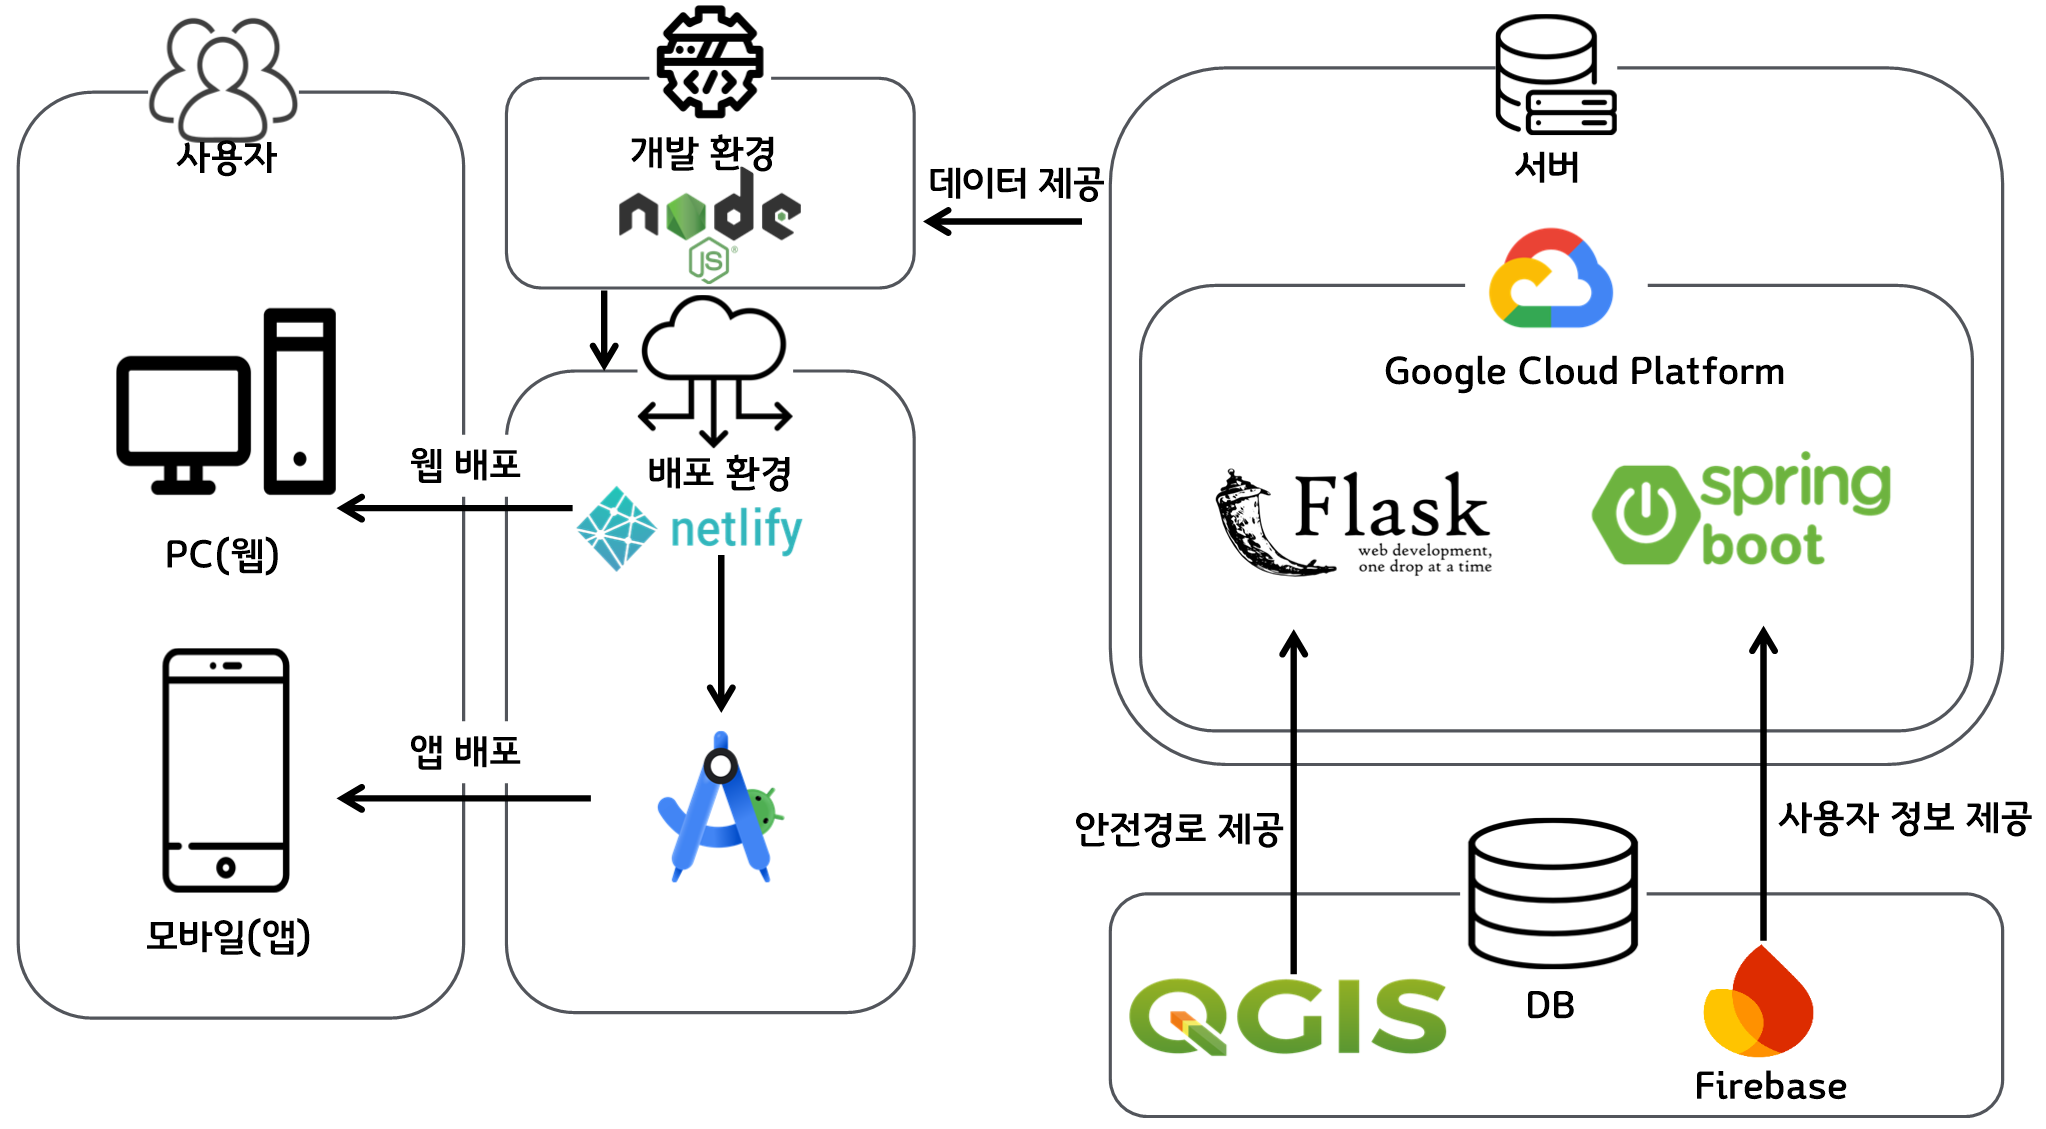 사용자
PC(웹)
모바일(앱)
개발 환경
node
JS
®
데이터 제공
배포 환경
netlify
웹 배포
앱 배포
서버
Google Cloud Platform
Flask
web development,
one drop at a time
spring
boot
안전경로 제공
사용자 정보 제공
QGIS
DB
Firebase